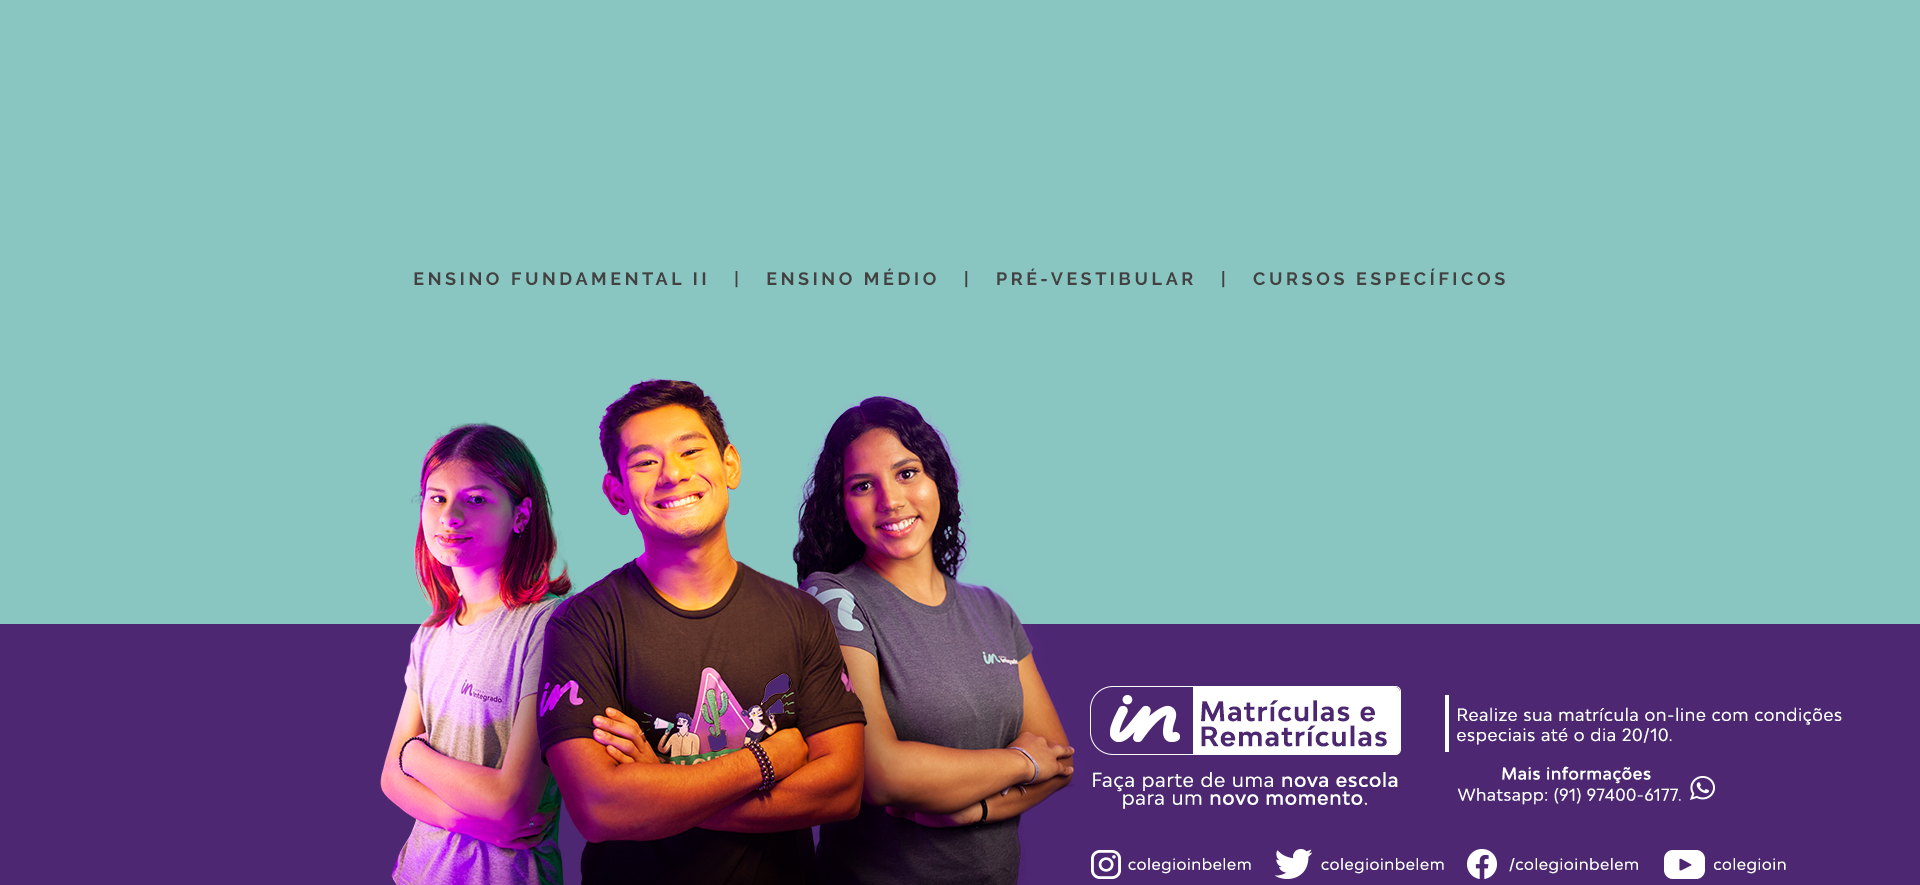 ENSINO FUNDAMENTAL II | ENSINO MÉDIO | PRÉ-VESTIBULAR | CURSOS ESPECÍFICOS
in
integrado
in
in
integrado
in Matrículas e
Rematrículas
Faça parte de uma nova escola
para um novo momento.
Realize sua matrícula on-line com condições
especiais até o dia 20/10.
Mais informações
Whatsapp: (91) 97400-6177.
colegioinbelem
colegioinbelem
/colegioinbelem
colegioin